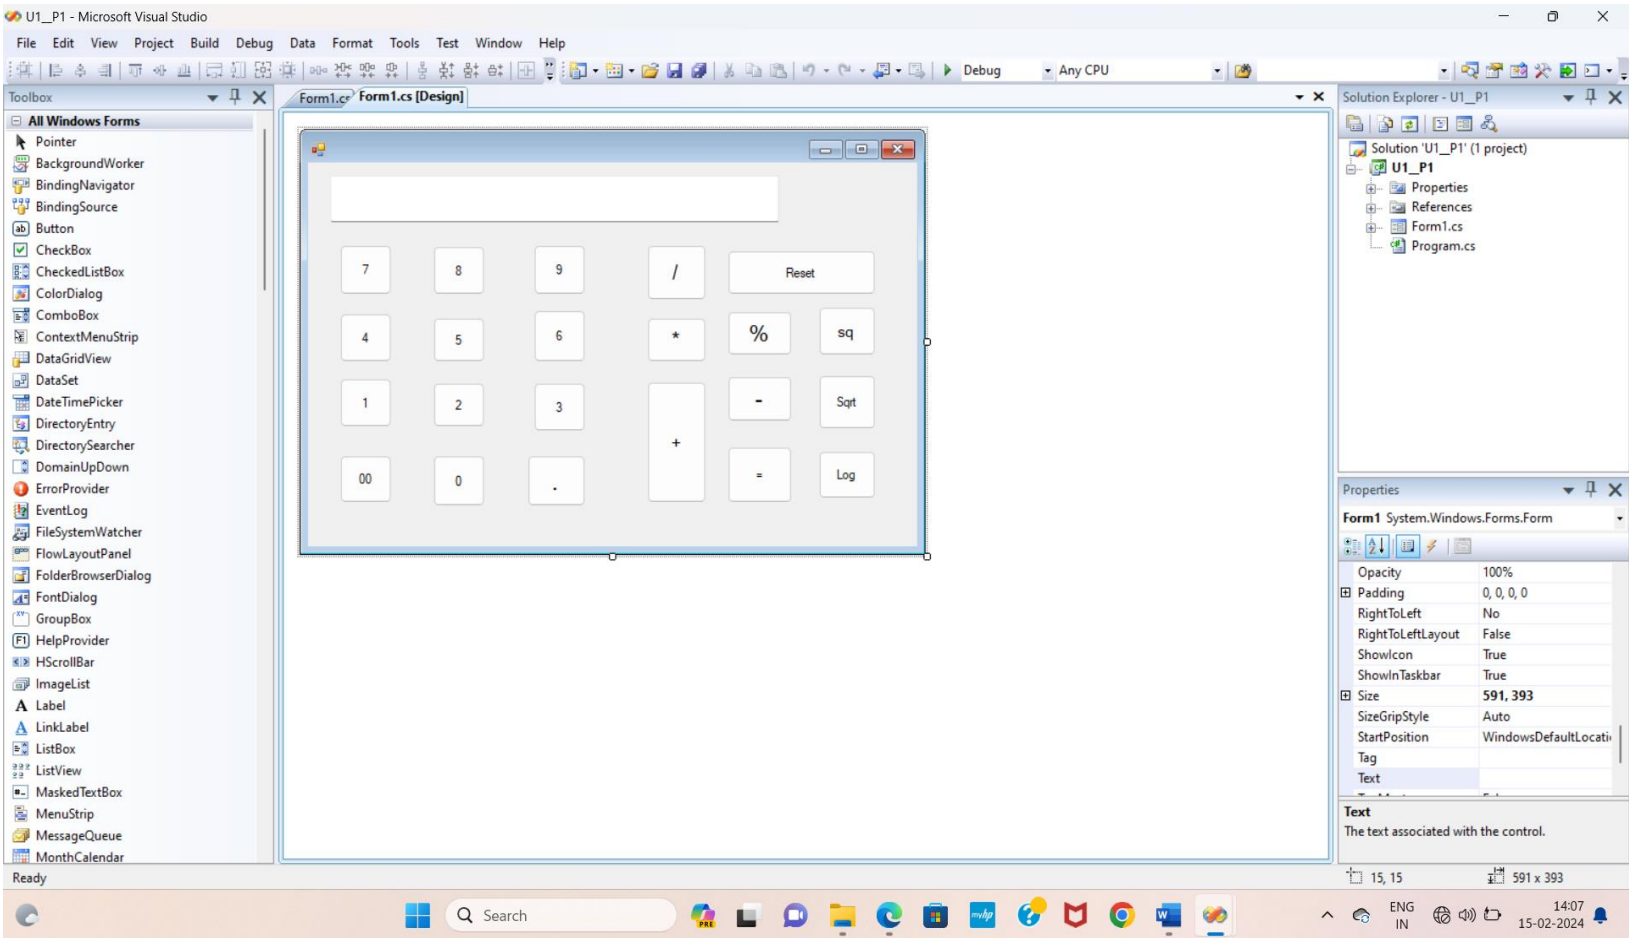 U1__P1 - Microsoft Visual Studio
File Edit View Project Build Debug Data Format Tools Test Window Help
Debug Any CPU
Toolbox
All Windows Forms
Pointer
BackgroundWorker
BindingNavigator
BindingSource
Button
CheckBox
CheckedListBox
ColorDialog
ComboBox
ContextMenuStrip
DataGridView
DataSet
DateTimePicker
DirectoryEntry
DirectorySearcher
DomainUpDown
ErrorProvider
EventLog
FileSystemWatcher
FlowLayoutPanel
FolderBrowserDialog
FontDialog
GroupBox
HelpProvider
HScrollBar
ImageList
Label
LinkLabel
ListBox
ListView
MaskedTextBox
MenuStrip
MessageQueue
MonthCalendar
Form1.cs Form1.cs [Design]
7 8 9 / Reset
4 5 6 * % sq
1 2 3 - Sqrt
+
00 0 . = Log
Solution Explorer - U1__P1
Solution 'U1__P1' (1 project)
U1__P1
Properties
References
Form1.cs
Program.cs
Properties
Form1 System.Windows.Forms.Form
Opacity 100%
Padding 0, 0, 0, 0
RightToLeft No
RightToLeftLayout False
ShowIcon True
ShowInTaskbar True
Size 591, 393
SizeGripStyle Auto
StartPosition WindowsDefaultLocati
Tag
Text
Text
The text associated with the control.
Ready 15, 15 591 x 393
Search
PRE
myhp
ENG
IN
14:07
15-02-2024